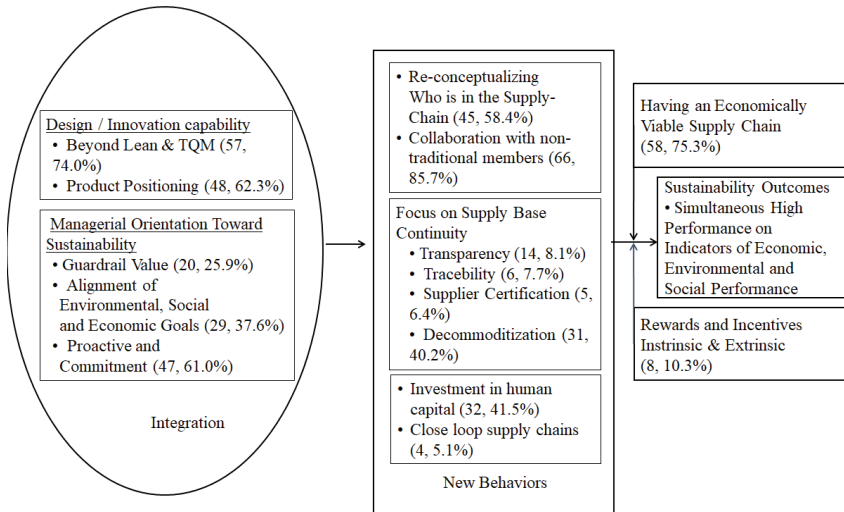 Design / Innovation capability
• Beyond Lean & TQM (57,
74.0%)
• Product Positioning (48, 62.3%)
Managerial Orientation Toward
Sustainability
• Guardrail Value (20, 25.9%)
• Alignment of
Environmental, Social
and Economic Goals (29, 37.6%)
• Proactive and
Commitment (47, 61.0%)
Integration
• Re-conceptualizing
Who is in the Supply-
Chain (45, 58.4%)
• Collaboration with non-
traditional members (66,
85.7%)
Focus on Supply Base
Continuity
• Transparency (14, 8.1%)
• Tracebility (6, 7.7%)
• Supplier Certification (5,
6.4%)
• Decommoditization (31,
40.2%)
• Investment in human
capital (32, 41.5%)
• Close loop supply chains
(4, 5.1%)
New Behaviors
Having an Economically
Viable Supply Chain
(58, 75.3%)
Sustainability Outcomes
• Simultaneous High
Performance on
Indicators of Economic,
Environmental and
Social Performance
Rewards and Incentives
Instrinsic & Extrinsic
(8, 10.3%)